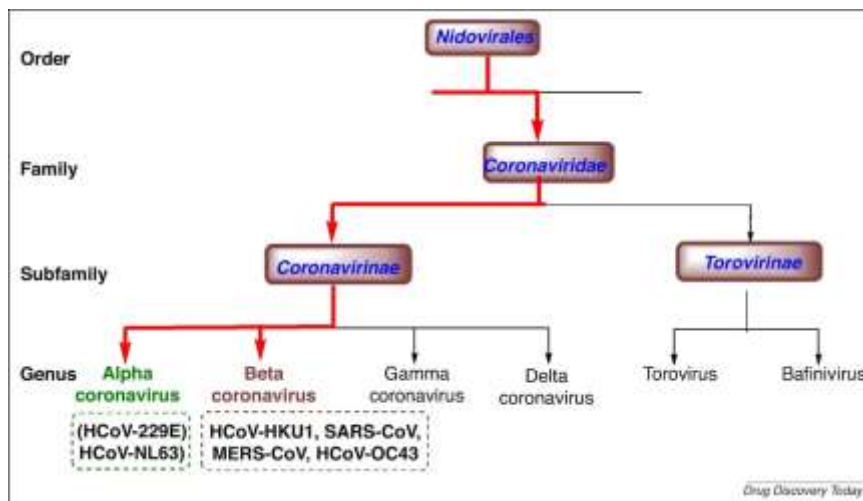 Order
Nidovirales
Family
Coronaviridae
Subfamily
Coronavirinae
Torovirinae
Genus
Alpha
coronavirus
Beta
coronavirus
Gamma
coronavirus
Delta
coronavirus
Torovirus
Bafinivirus
(HCoV-229E)
HCoV-NL63)
HCoV-HKU1, SARS-CoV,
MERS-CoV, HCoV-OC43
Drug Discovery Today